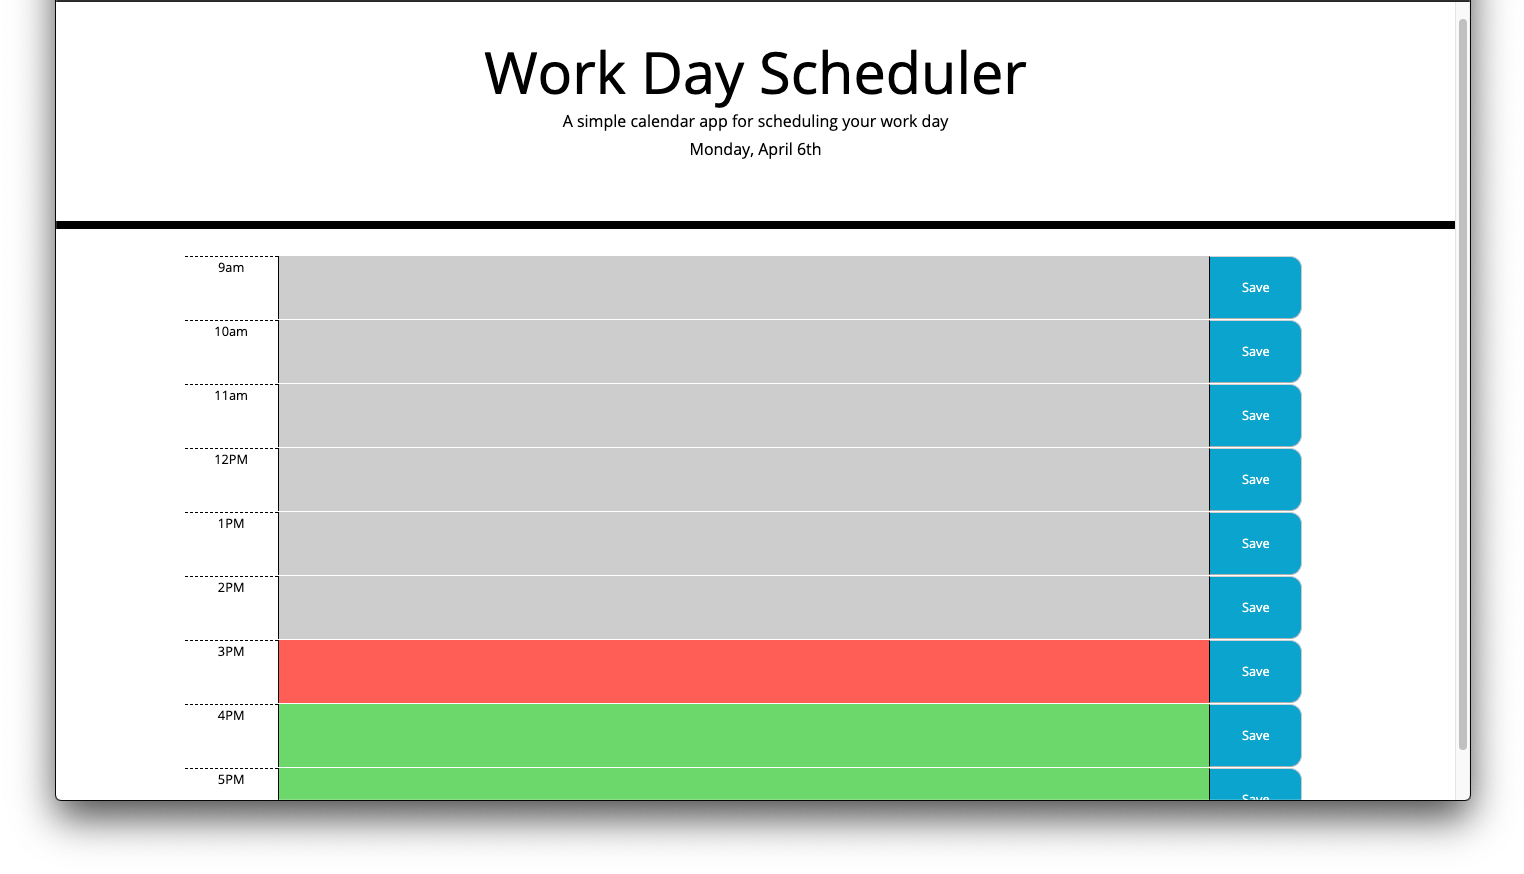 Work Day Scheduler
A simple calendar app for scheduling your work day
Monday, April 6th
9am
Save
10am
Save
11am
Save
12PM
Save
1PM
Save
2PM
Save
3PM
Save
4PM
Save
5PM
Save